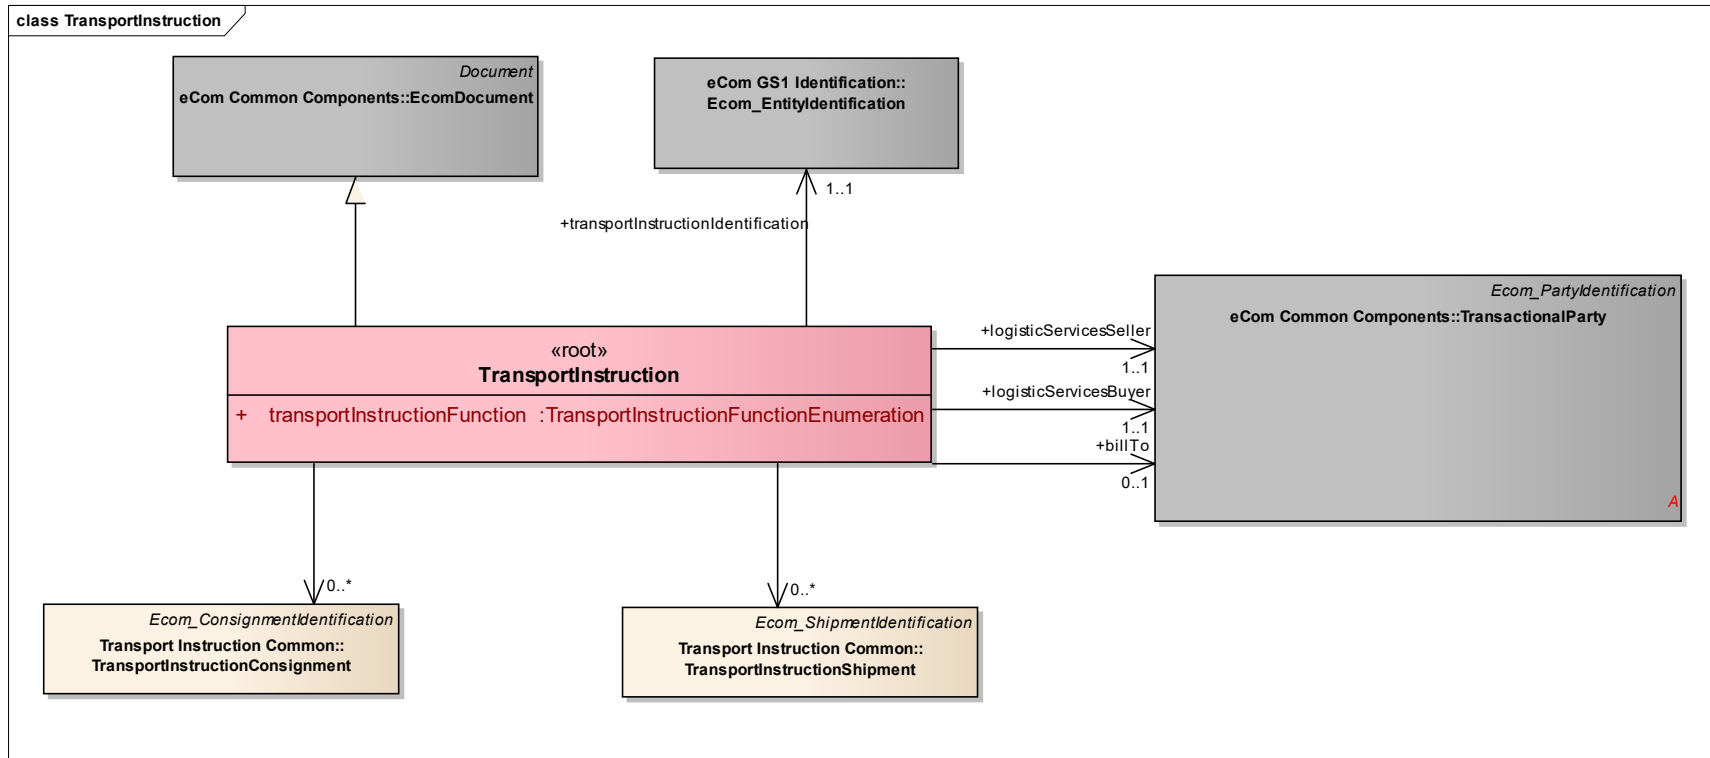 class TransportInstruction
Document
eCom Common Components::EcomDocument
eCom GS1 Identification::
Ecom_EntityIdentification
1..1
+transportInstructionIdentification
Ecom_PartyIdentification
eCom Common Components::TransactionalParty
A
«root»
TransportInstruction
+ transportInstructionFunction :TransportInstructionFunctionEnumeration
+logisticServicesSeller
1..1
+logisticServicesBuyer
1..1
+billTo
0..1
0..*
0..*
Ecom_ConsignmentIdentification
Transport Instruction Common::
TransportInstructionConsignment
Ecom_ShipmentIdentification
Transport Instruction Common::
TransportInstructionShipment